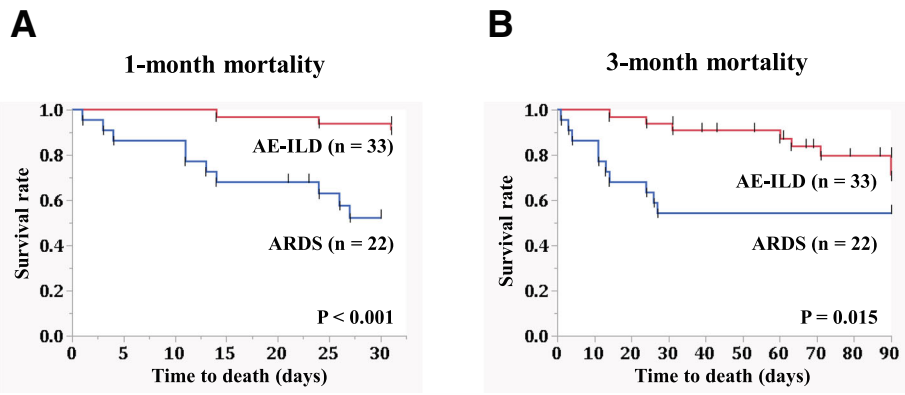 A
1-month mortality
1.0
0.8
0.6
0.4
0.2
0.0
Survival rate
AE-ILD (n = 33)
ARDS (n = 22)
P < 0.001
0 5 10 15 20 25 30
Time to death (days)
B
3-month mortality
1.0
0.8
0.6
0.4
0.2
0.0
Survival rate
AE-ILD (n = 33)
ARDS (n = 22)
P = 0.015
0 10 20 30 40 50 60 70 80 90
Time to death (days)